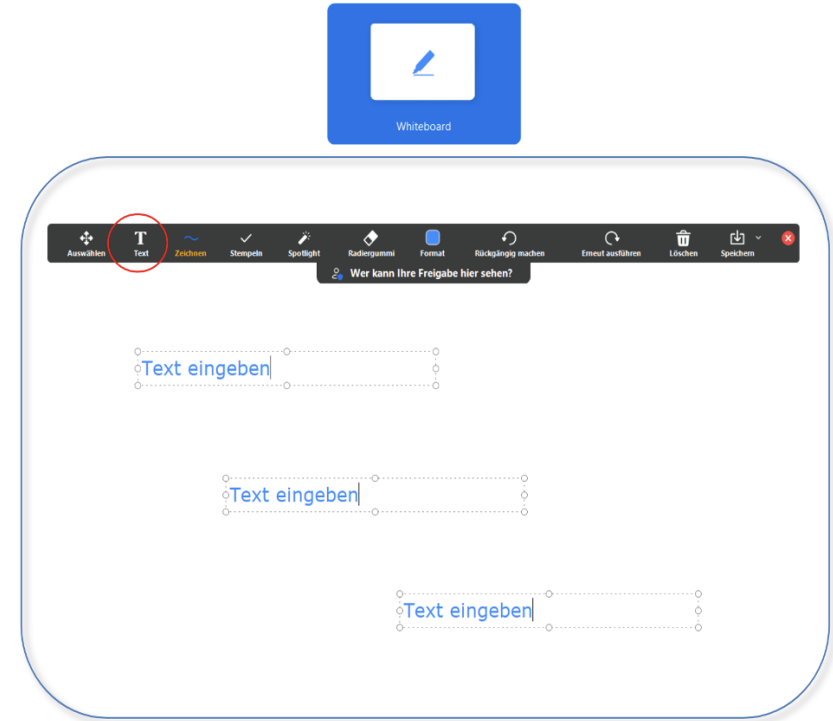 Whiteboard
Auswählen Text Zeichnen Stempeln Spotlight Radiergummi Format Rückgängig machen Erneut ausführen Löschen Speichern
Wer kann Ihre Freigabe hier sehen?
Text eingeben
Text eingeben
Text eingeben